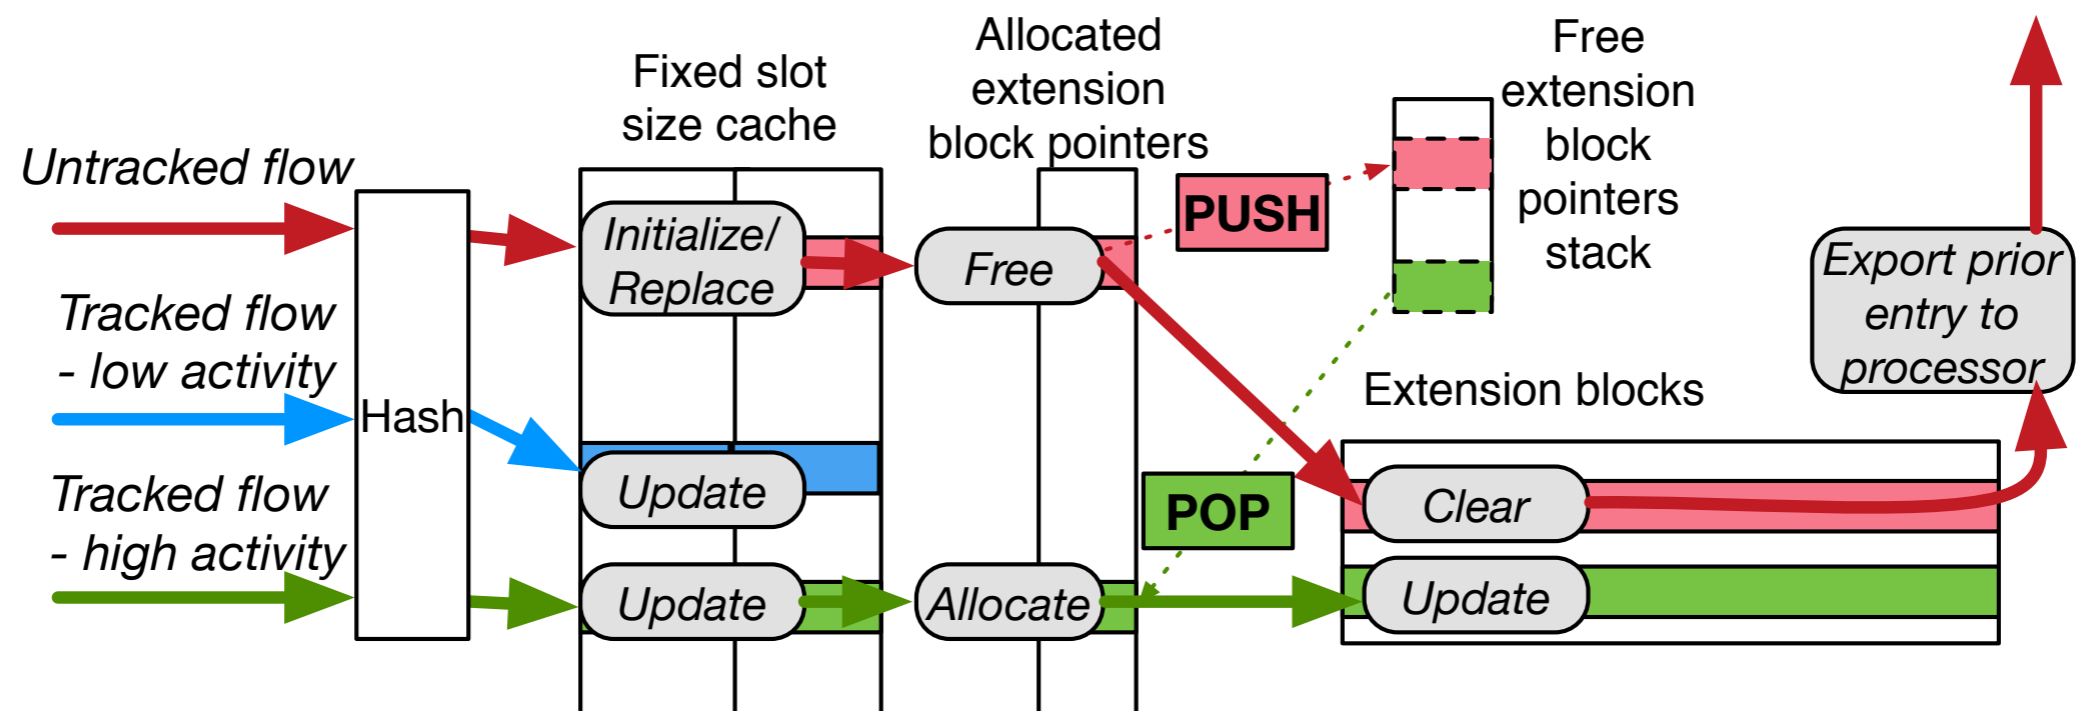 Untracked flow
Tracked flow
- low activity
Tracked flow
- high activity
Hash
Fixed slot
size cache
Initialize/
Replace
Update
Update
Allocated
extension
block pointers
Free
Allocate
PUSH
POP
Free
extension
block
pointers
stack
Extension blocks
Clear
Update
Export prior
entry to
processor